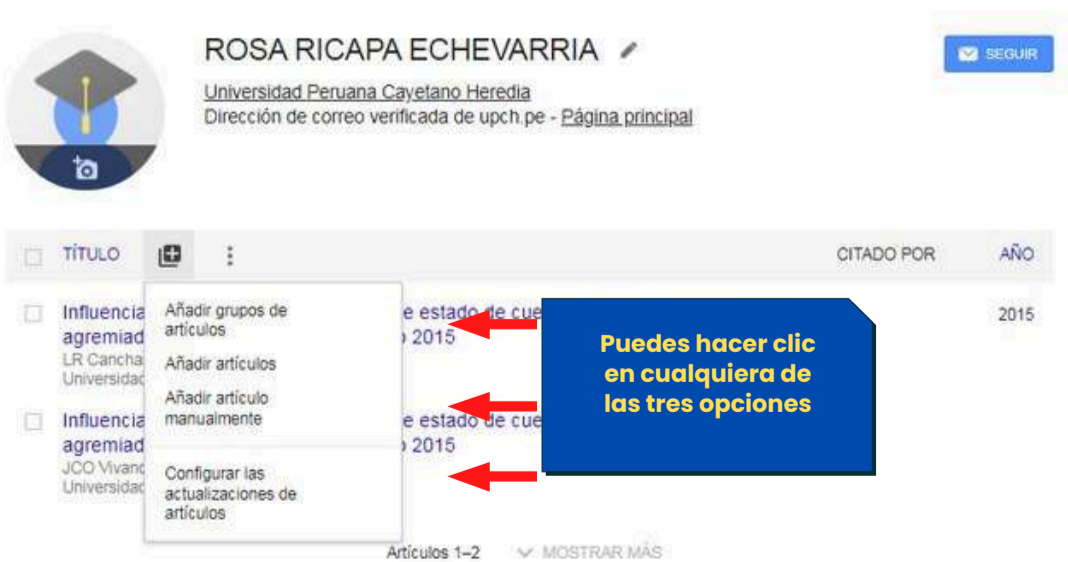 ROSA RICAPA ECHEVARRIA
SEGUIR
Universidad Peruana Cayetano Heredia
Dirección de correo verificada de upch.pe - Página principal
TÍTULO
CITADO POR
AÑO
Influencia
e estado de cue
2015
agremiad
2015
LR Cancha
Universidad
Añadir grupos de
artículos
Añadir artículos
Añadir artículo
manualmente
Configurar las
actualizaciones de
artículos
Influencia
e estado de cue
agremiad
2015
JCO Vivanc
Universidad
Puedes hacer clic
en cualquiera de
las tres opciones
Artículos 1–2
MOSTRAR MÁS